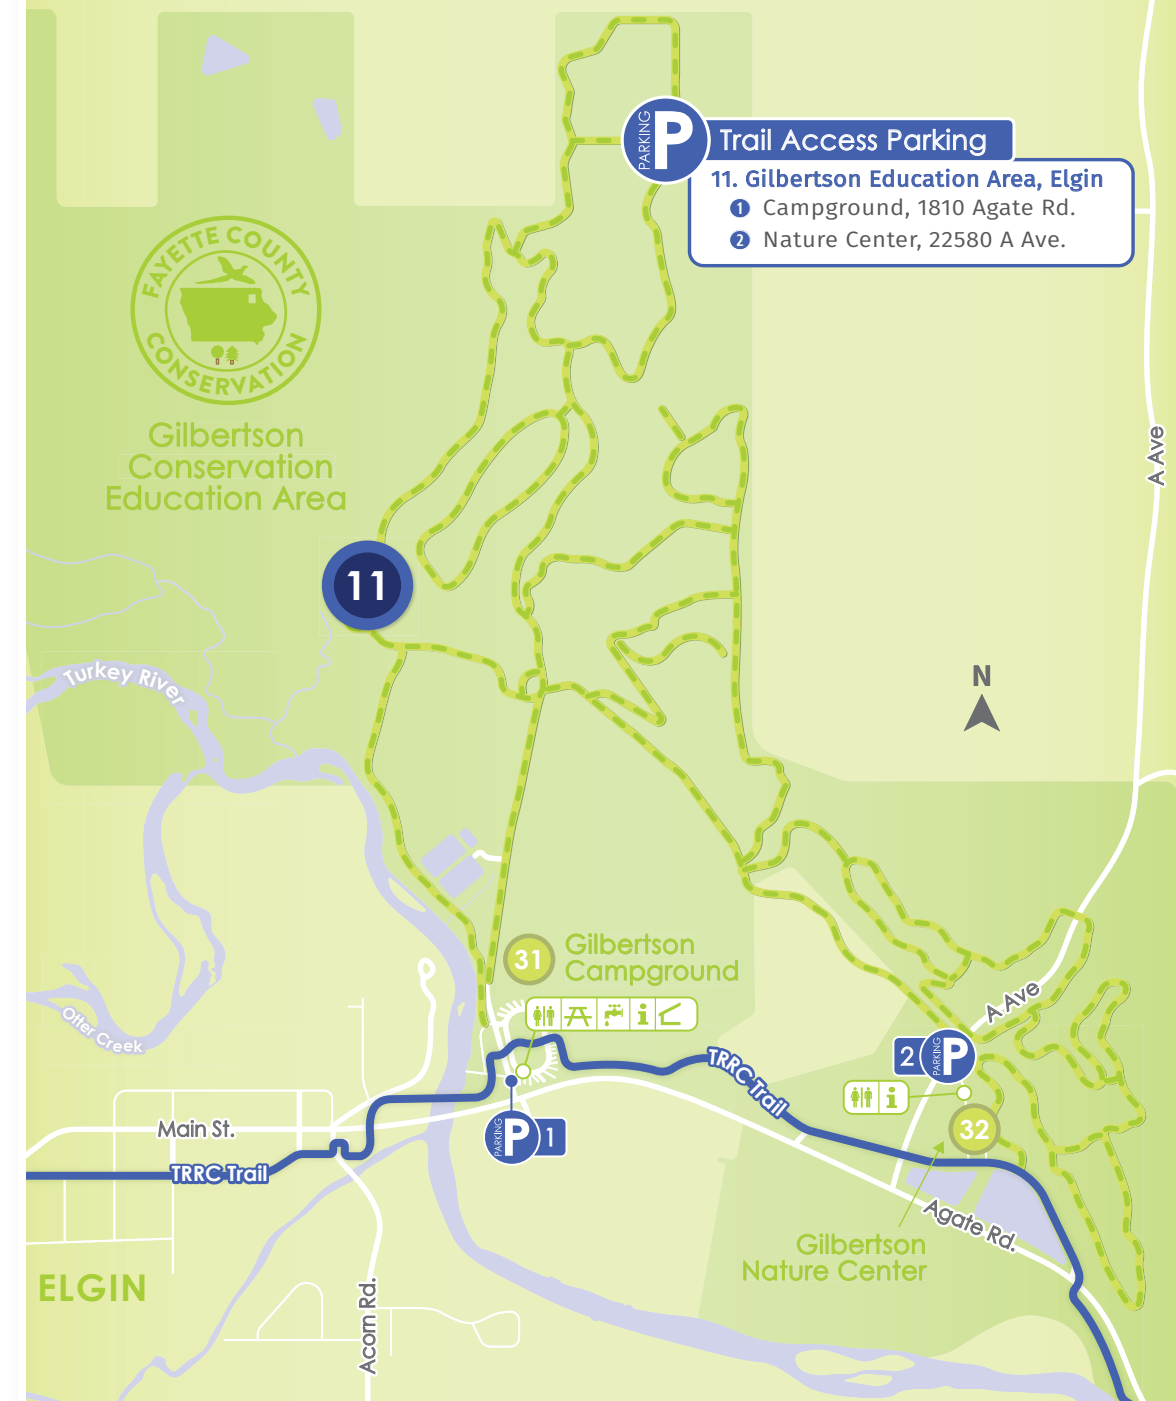 PARKING P
Trail Access Parking
11. Gilbertson Education Area, Elgin
1 Campground, 1810 Agate Rd.
2 Nature Center, 22580 A Ave.
FAYETTE COUNTY
CONSERVATION
Gilbertson
Conservation
Education Area
A Ave
11
N
Turkey River
31
Gilbertson
Campground
i
A Ave
Otter Creek
2 PARKING P
TRRC Trail
i
32
Main St.
PARKING P 1
TRRC Trail
Agate Rd.
Gilbertson
Nature Center
ELGIN
Acorn Rd.